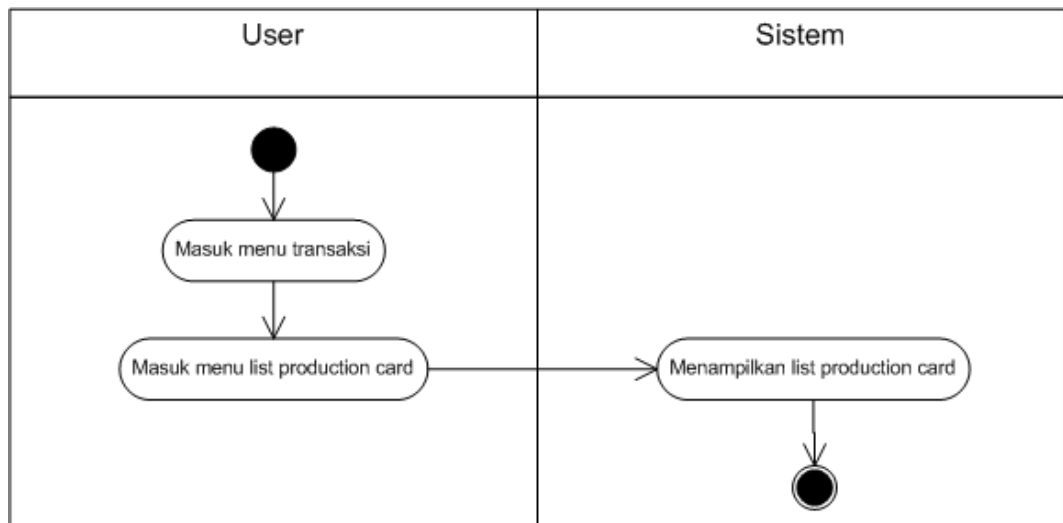 User
Sistem
Masuk menu transaksi
Masuk menu list production card
Menampilkan list production card